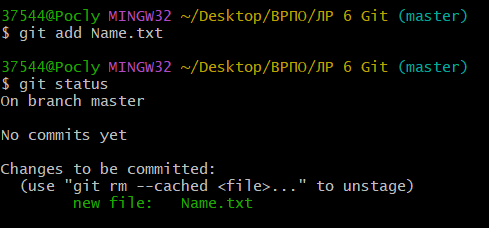 37544@Pocly MINGW32 ~/Desktop/ВРПО/ЛР 6 Git (master)
$ git add Name.txt
37544@Pocly MINGW32 ~/Desktop/ВРПО/ЛР 6 Git (master)
$ git status
On branch master
No commits yet
Changes to be committed:
  (use "git rm --cached <file>..." to unstage)
        new file:   Name.txt